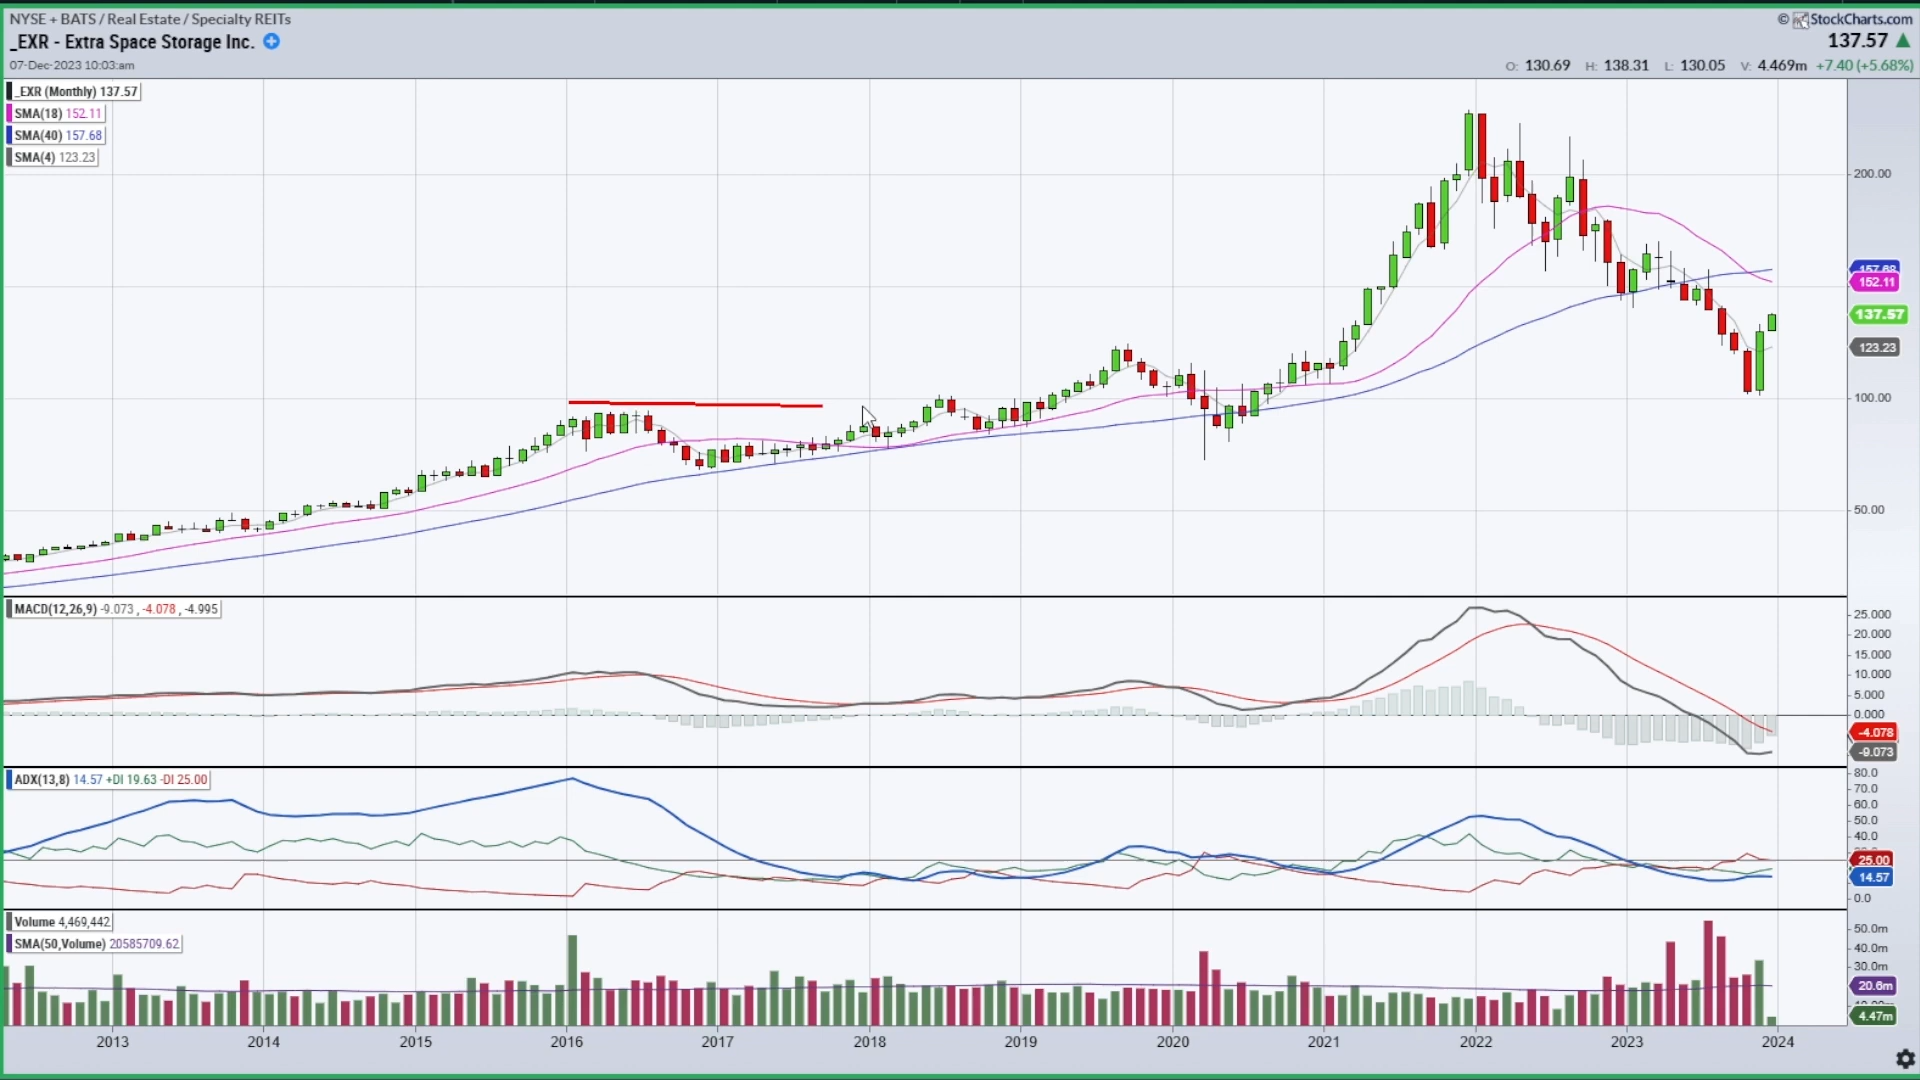 NYSE + BATS / Real Estate / Specialty REITs
© StockCharts.com
_EXR - Extra Space Storage Inc.
137.57
07-Dec-2023 10:03am
O: 130.69 H: 138.31 L: 130.05 V: 4.469m +7.40 (+5.68%)
_EXR (Monthly) 137.57
SMA(18) 152.11
SMA(40) 157.68
SMA(4) 123.23
200.00
157.68
152.11
137.57
123.23
100.00
50.00
MACD(12,26,9) -9.073 , -4.078 , -4.995
25.000
20.000
15.000
10.000
5.000
0.000
-4.078
-9.073
ADX(13,8) 14.57 +DI 19.63 -DI 25.00
80.0
70.0
60.0
50.0
40.0
25.00
14.57
0.0
Volume 4,469,442
SMA(50,Volume) 20585709.62
50.0m
40.0m
30.0m
20.6m
4.47m
2013 2014 2015 2016 2017 2018 2019 2020 2021 2022 2023 2024